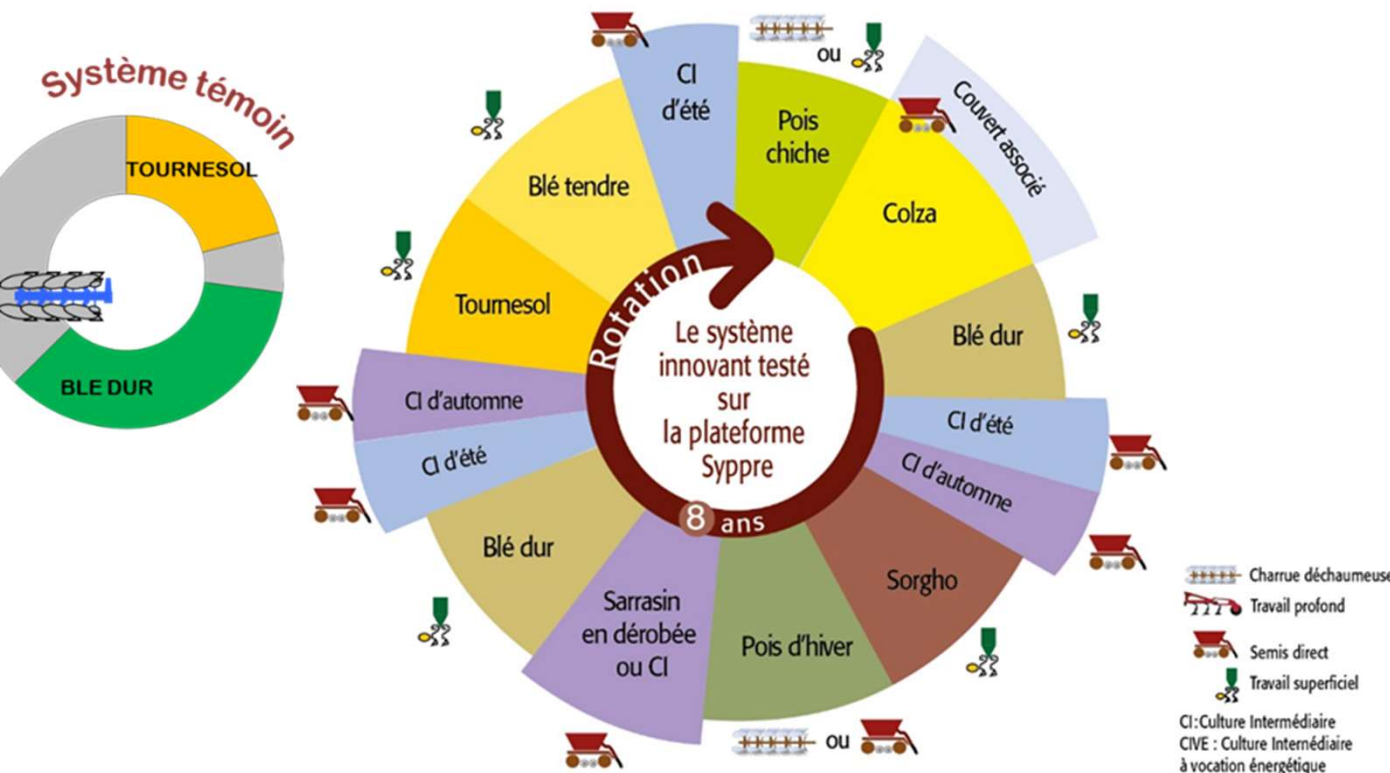 Système témoin
TOURNESOL
BLE DUR
CI
d'été
ou
Pois
chiche
Couvert associé
Colza
Blé dur
CI d'été
CI d'automne
Sorgho
Pois d'hiver
ou
Sarrasin
en dérobée
ou CI
Blé dur
CI d'été
CI d'automne
Tournesol
Blé tendre
Rotation
8 ans
Le système
innovant testé
sur
la plateforme
Syppre
Charrue déchaumeuse
Travail profond
Semis direct
Travail superficiel
CI : Culture Intermédiaire
CIVE : Culture Internédiaire
à vocation énergétique